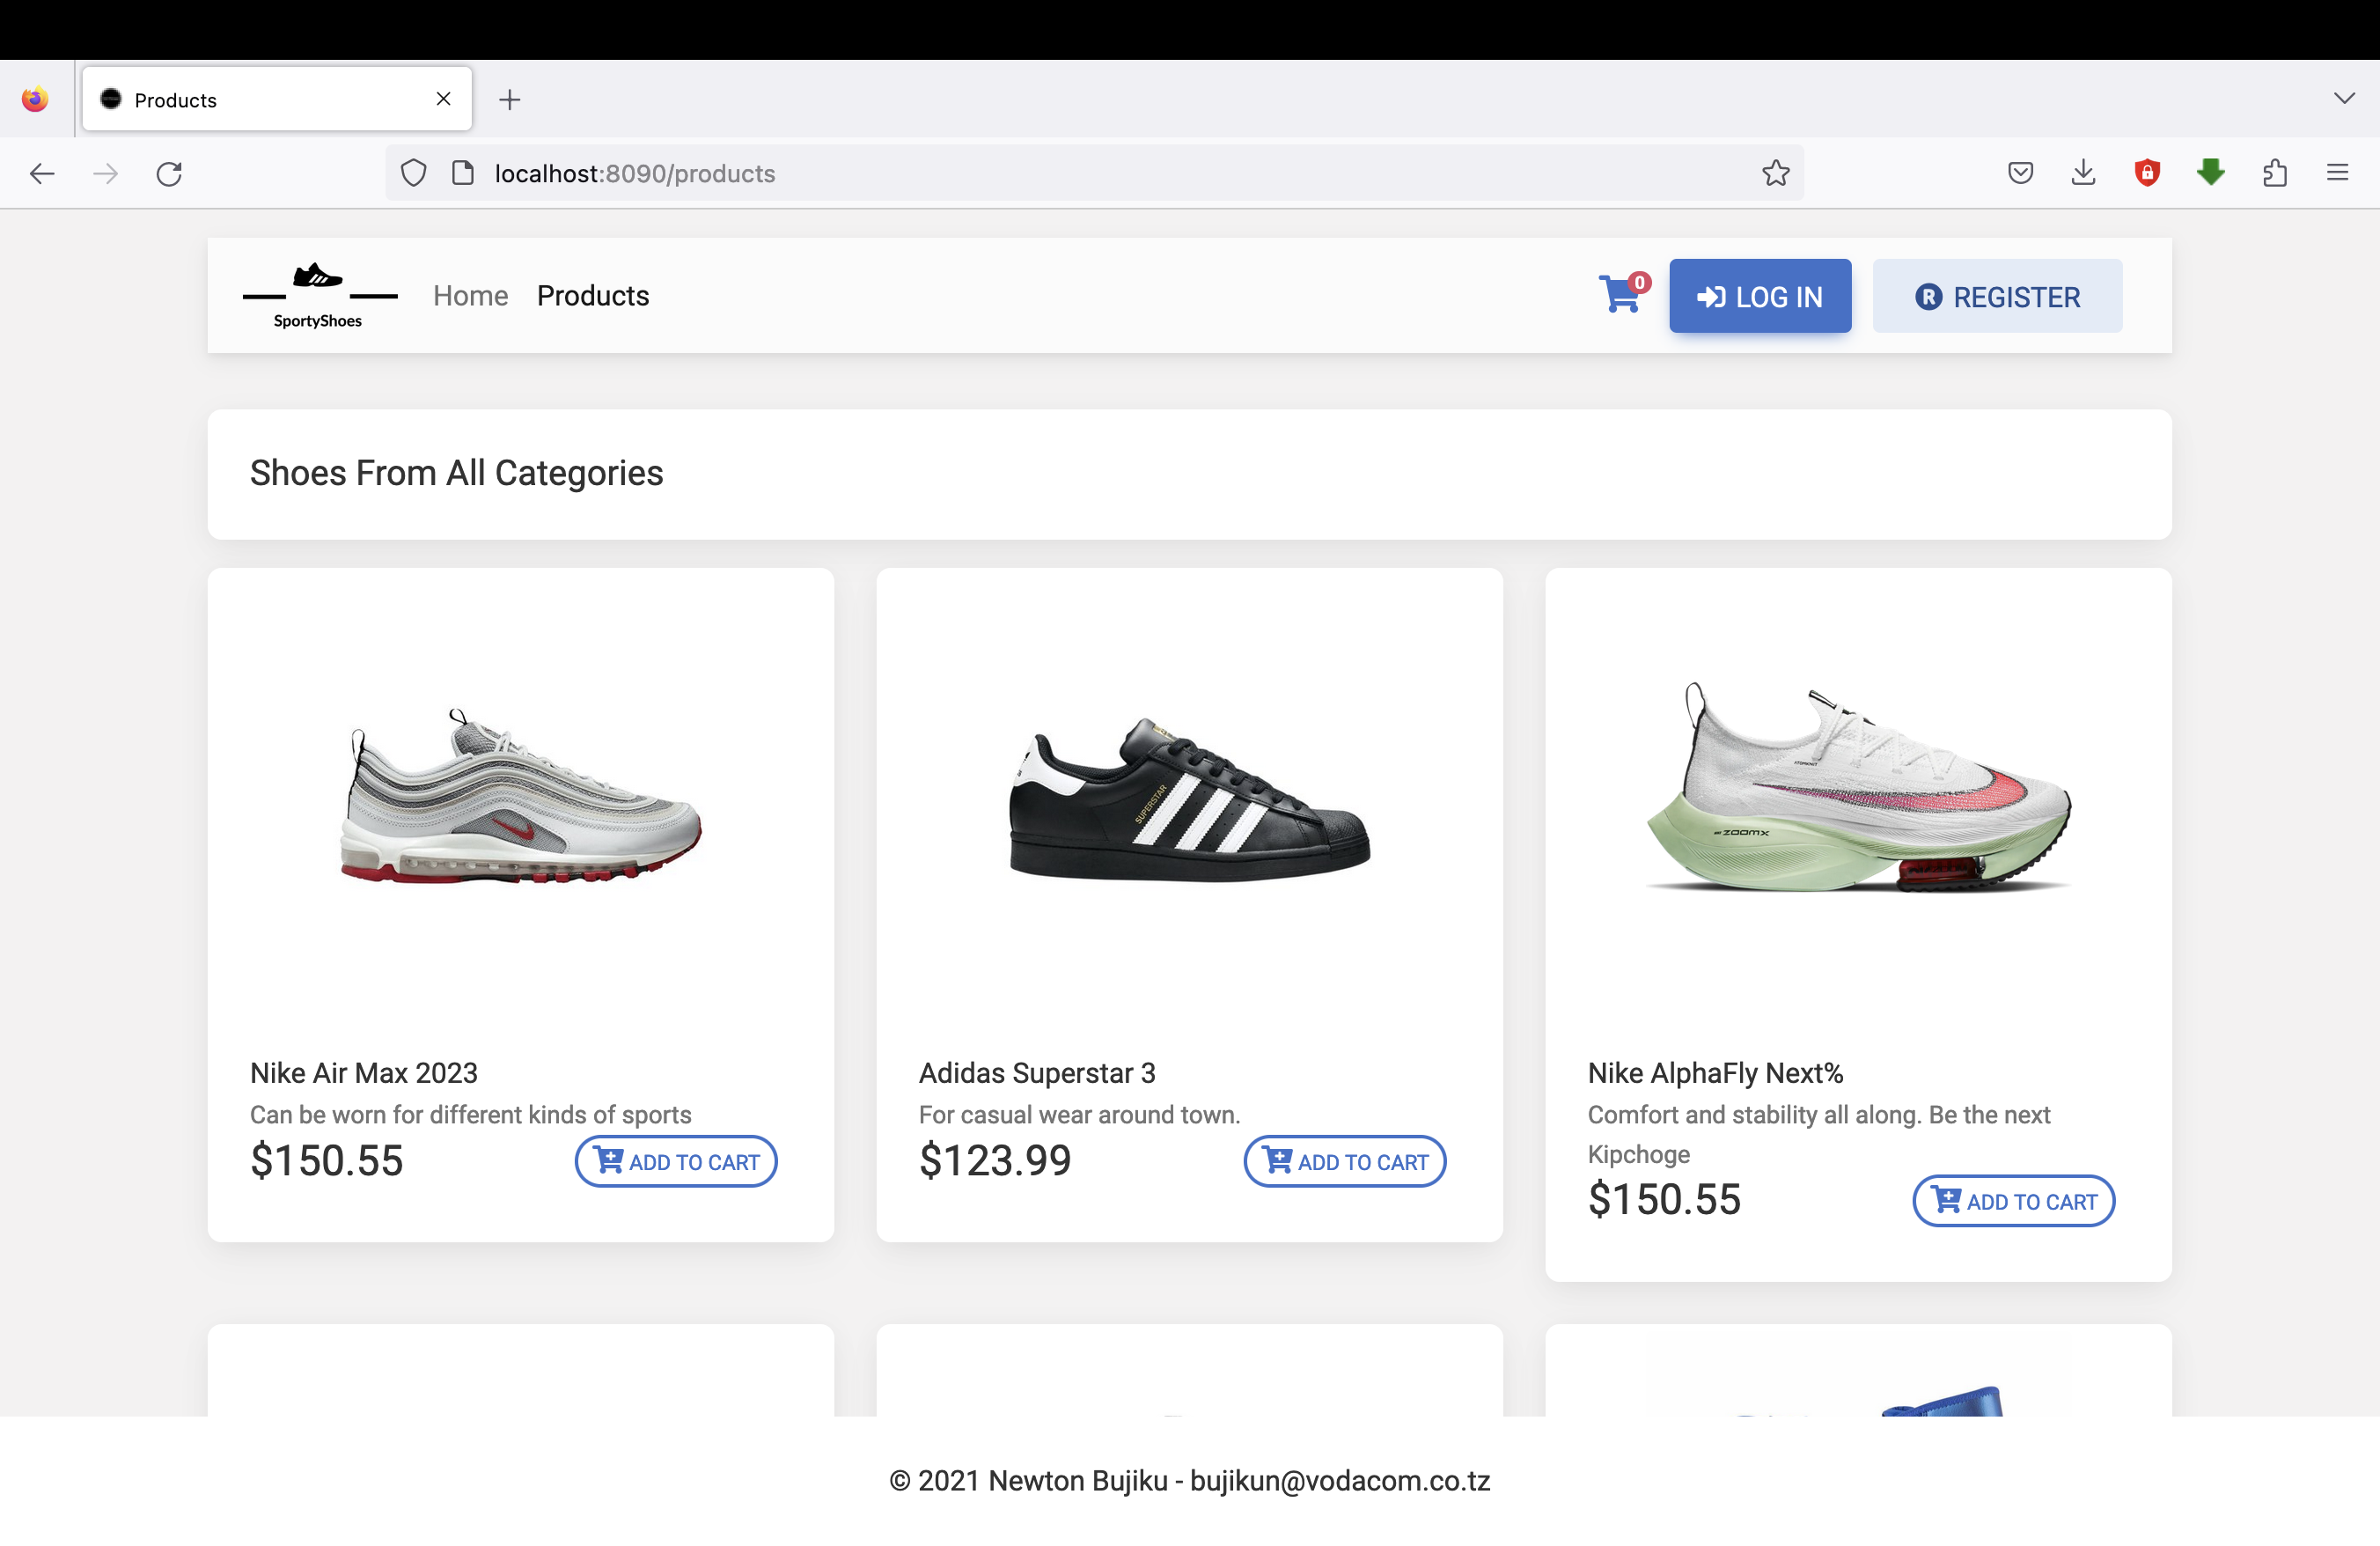 Products
localhost:8090/products
SportyShoes
Home
Products
0
LOG IN
R
REGISTER
Shoes From All Categories
SUPERSTAR
ZOOMX
Nike Air Max 2023
Can be worn for different kinds of sports
$150.55
ADD TO CART
Adidas Superstar 3
For casual wear around town.
$123.99
ADD TO CART
Nike AlphaFly Next%
Comfort and stability all along. Be the next
Kipchoge
$150.55
ADD TO CART
© 2021 Newton Bujiku - bujikun@vodacom.co.tz